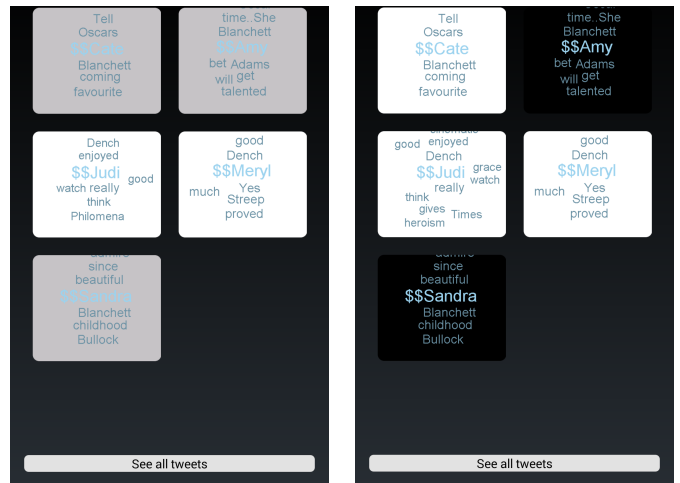 Tell
Oscars
$$Cate
Blanchett
coming
favourite
time..She
Blanchett
$$Amy
bet Adams
will get
talented
Dench
enjoyed
$$Judi
good
watch really
think
Philomena
good
Dench
$$Meryl
much
Yes
Streep
proved
admire
since
beautiful
$$Sandra
Blanchett
childhood
Bullock
See all tweets
Tell
Oscars
$$Cate
Blanchett
coming
favourite
time..She
Blanchett
$$Amy
bet Adams
will get
talented
cinematic
good enjoyed
Dench
$$Judi grace
watch
really
think
gives Times
heroism
good
Dench
$$Meryl
much
Yes
Streep
proved
admire
since
beautiful
$$Sandra
Blanchett
childhood
Bullock
See all tweets